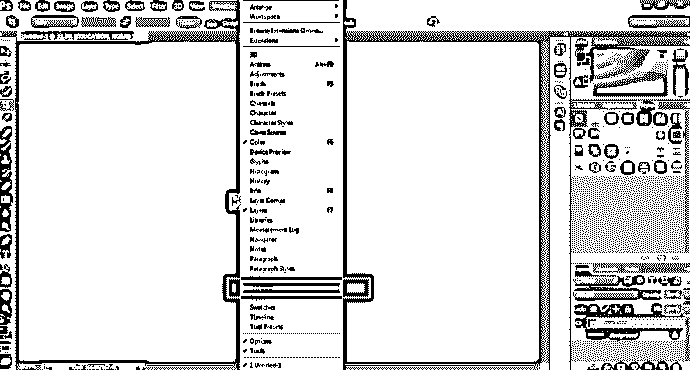 File Edit Image Layer Type Select Filter 3D View
Arrange
Workspace
Browse Extensions Online...
Extensions
3D
Actions Alt+F9
Adjustments
Brush F5
Brush Presets
Channels
Character
Character Styles
Clone Source
Color F6
Device Preview
Glyphs
Histogram
History
Info F8
Layer Comps
Layers F7
Libraries
Measurement Log
Navigator
Notes
Paragraph
Paragraph Styles
Swatches
Timeline
Tool Presets
Options
Tools
1 Untitled-1